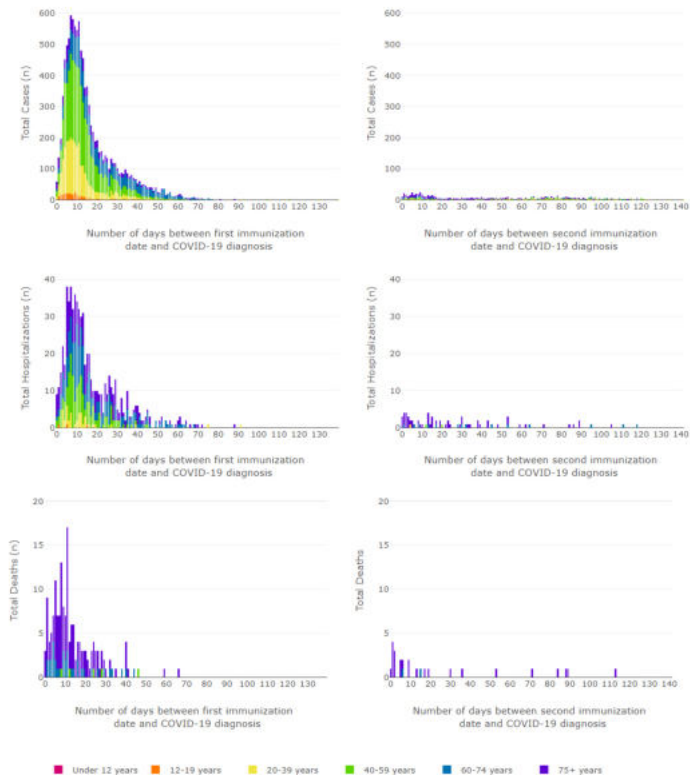 600
500
400
300
200
100
0
Total Cases (n)
0 10 20 30 40 50 60 70 80 90 100 110 120 130
Number of days between first immunization
date and COVID-19 diagnosis
600
500
400
300
200
100
0
Total Cases (n)
0 10 20 30 40 50 60 70 80 90 100 110 120 130 140
Number of days between second immunization
date and COVID-19 diagnosis
40
30
20
10
0
Total Hospitalizations (n)
0 10 20 30 40 50 60 70 80 90 100 110 120 130
Number of days between first immunization
date and COVID-19 diagnosis
40
30
20
10
0
Total Hospitalizations (n)
0 10 20 30 40 50 60 70 80 90 100 110 120 130 140
Number of days between second immunization
date and COVID-19 diagnosis
20
15
10
5
0
Total Deaths (n)
0 10 20 30 40 50 60 70 80 90 100 110 120 130
Number of days between first immunization
date and COVID-19 diagnosis
20
15
10
5
0
Total Deaths
0 10 20 30 40 50 60 70 80 90 100 110 120 130 140
Number of days between second immunization
date and COVID-19 diagnosis
Under 12 years 12-19 years 20-39 years 40-59 years 60-74 years 75+ years